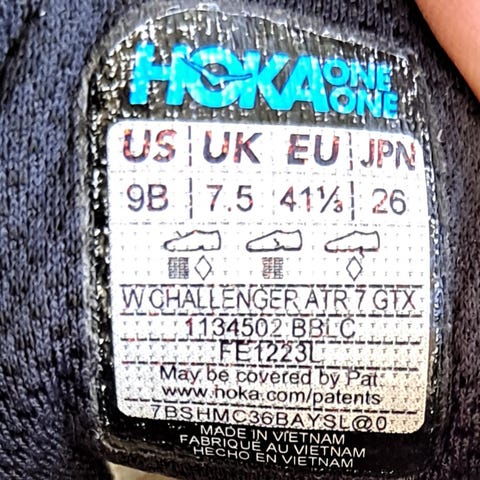 HOKA ONE ONE
US UK EU JPN
9B 7.5 41⅓ 26
W CHALLENGER ATR 7 GTX
1134502 BBLC
FE1223L
May be covered by Pat.
www.hoka.com/patents
7BSHMC36BAYSL@0
MADE IN VIETNAM
FABRIQUÉ AU VIETNAM
HECHO EN VIETNAM